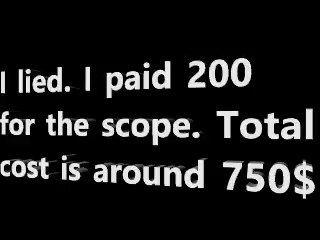 I lied. I paid 200
for the scope. Total
cost is around 750$